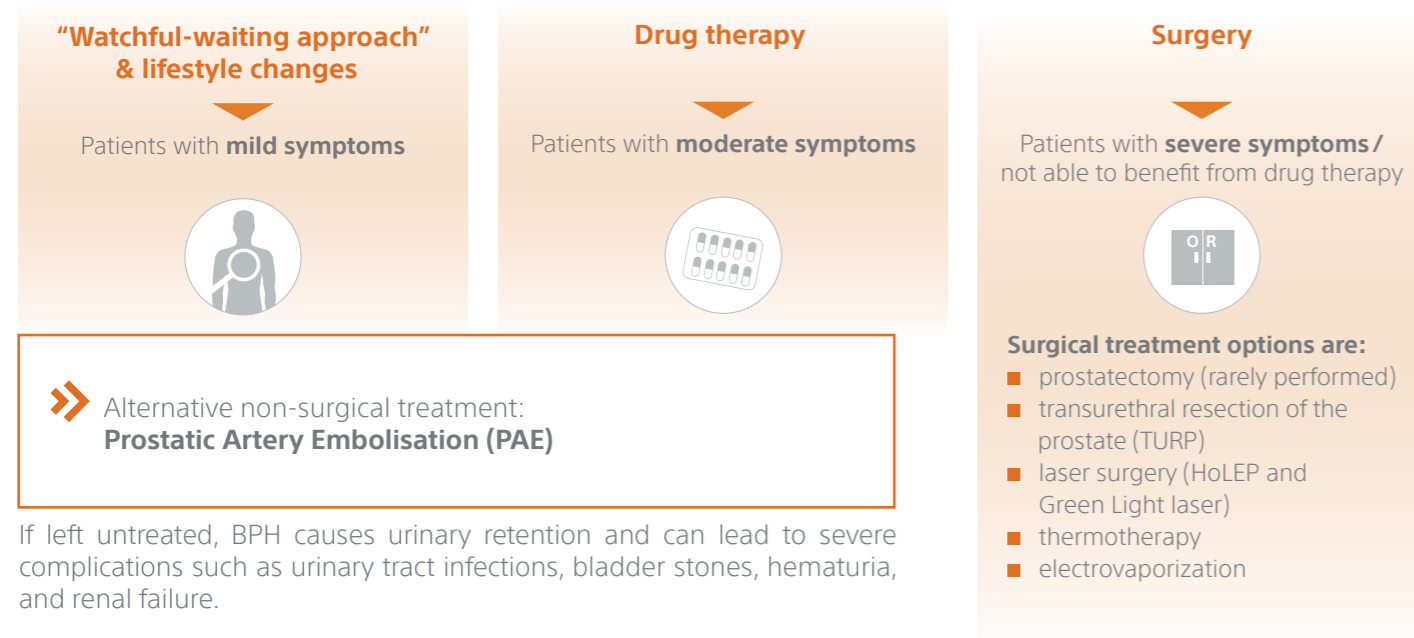 “Watchful-waiting approach”
& lifestyle changes
Patients with mild symptoms
Drug therapy
Patients with moderate symptoms
Surgery
Patients with severe symptoms /
not able to benefit from drug therapy
O R
Surgical treatment options are:
prostatectomy (rarely performed)
transurethral resection of the
prostate (TURP)
laser surgery (HoLEP and
Green Light laser)
thermotherapy
electrovaporization
Alternative non-surgical treatment:
Prostatic Artery Embolisation (PAE)
If left untreated, BPH causes urinary retention and can lead to severe
complications such as urinary tract infections, bladder stones, hematuria,
and renal failure.